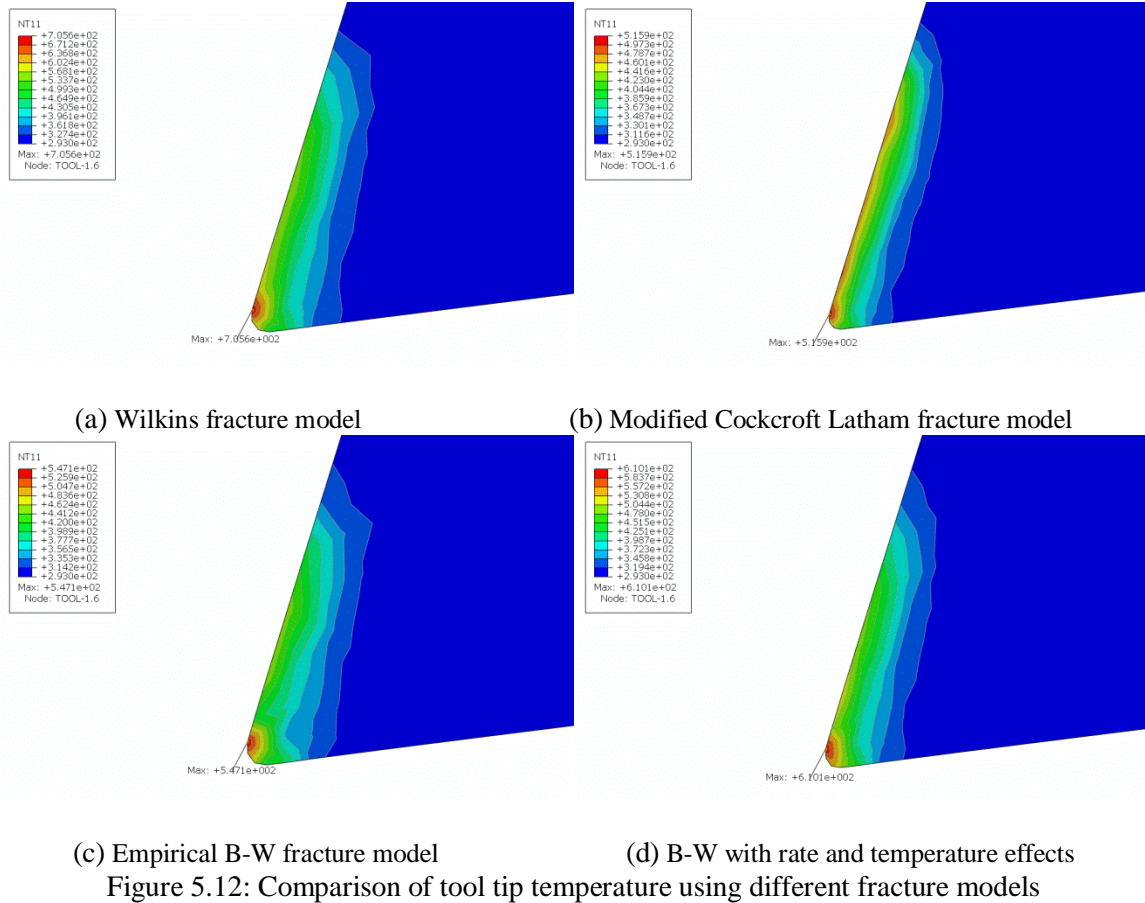 NT11
+7.056e+02
+6.712e+02
+6.368e+02
+6.024e+02
+5.681e+02
+5.337e+02
+4.993e+02
+4.649e+02
+4.305e+02
+3.961e+02
+3.618e+02
+3.274e+02
+2.930e+02
Max: +7.056e+02
Node: TOOL-1.6
Max: +7.056e+002
NT11
+5.159e+02
+4.973e+02
+4.787e+02
+4.601e+02
+4.416e+02
+4.230e+02
+4.044e+02
+3.859e+02
+3.673e+02
+3.487e+02
+3.301e+02
+3.116e+02
+2.930e+02
Max: +5.159e+02
Node: TOOL-1.6
Max: +5.159e+002
(a) Wilkins fracture model
(b) Modified Cockcroft Latham fracture model
NT11
+5.471e+02
+5.259e+02
+5.047e+02
+4.836e+02
+4.624e+02
+4.412e+02
+4.200e+02
+3.989e+02
+3.777e+02
+3.565e+02
+3.353e+02
+3.142e+02
+2.930e+02
Max: +5.471e+02
Node: TOOL-1.6
Max: +5.471e+002
NT11
+6.101e+02
+5.837e+02
+5.572e+02
+5.308e+02
+5.044e+02
+4.780e+02
+4.515e+02
+4.251e+02
+3.987e+02
+3.723e+02
+3.458e+02
+3.194e+02
+2.930e+02
Max: +6.101e+02
Node: TOOL-1.6
Max: +6.101e+002
(c) Empirical B-W fracture model
(d) B-W with rate and temperature effects
Figure 5.12: Comparison of tool tip temperature using different fracture models